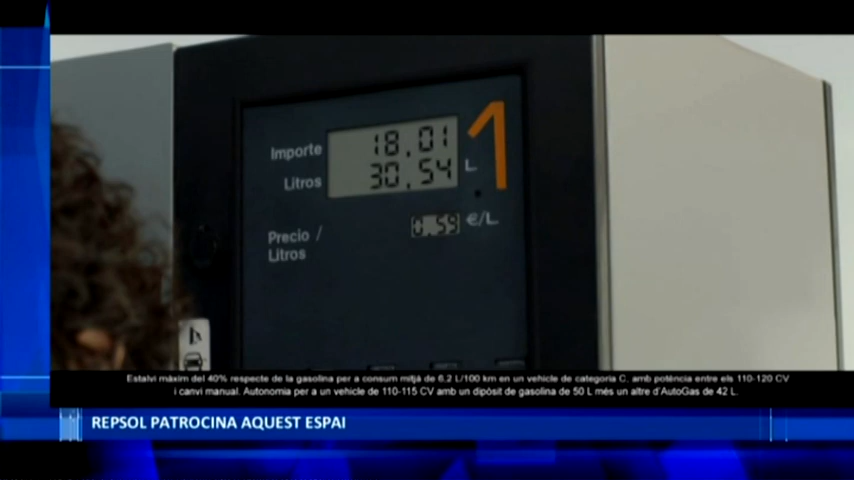 1
Importe 18.01
Litros 30.54 L
Precio / 0.59 €/L
Litros
Estalvi màxim del 40% respecte de la gasolina per a consum mitjà de 6,2 L/100 km en un vehicle de categoria C, amb potència entre els 110-120 CV
i canvi manual. Autonomia per a un vehicle de 110-115 CV amb un dipòsit de gasolina de 50 L més un altre d'AutoGas de 42 L.
REPSOL PATROCINA AQUEST ESPAI